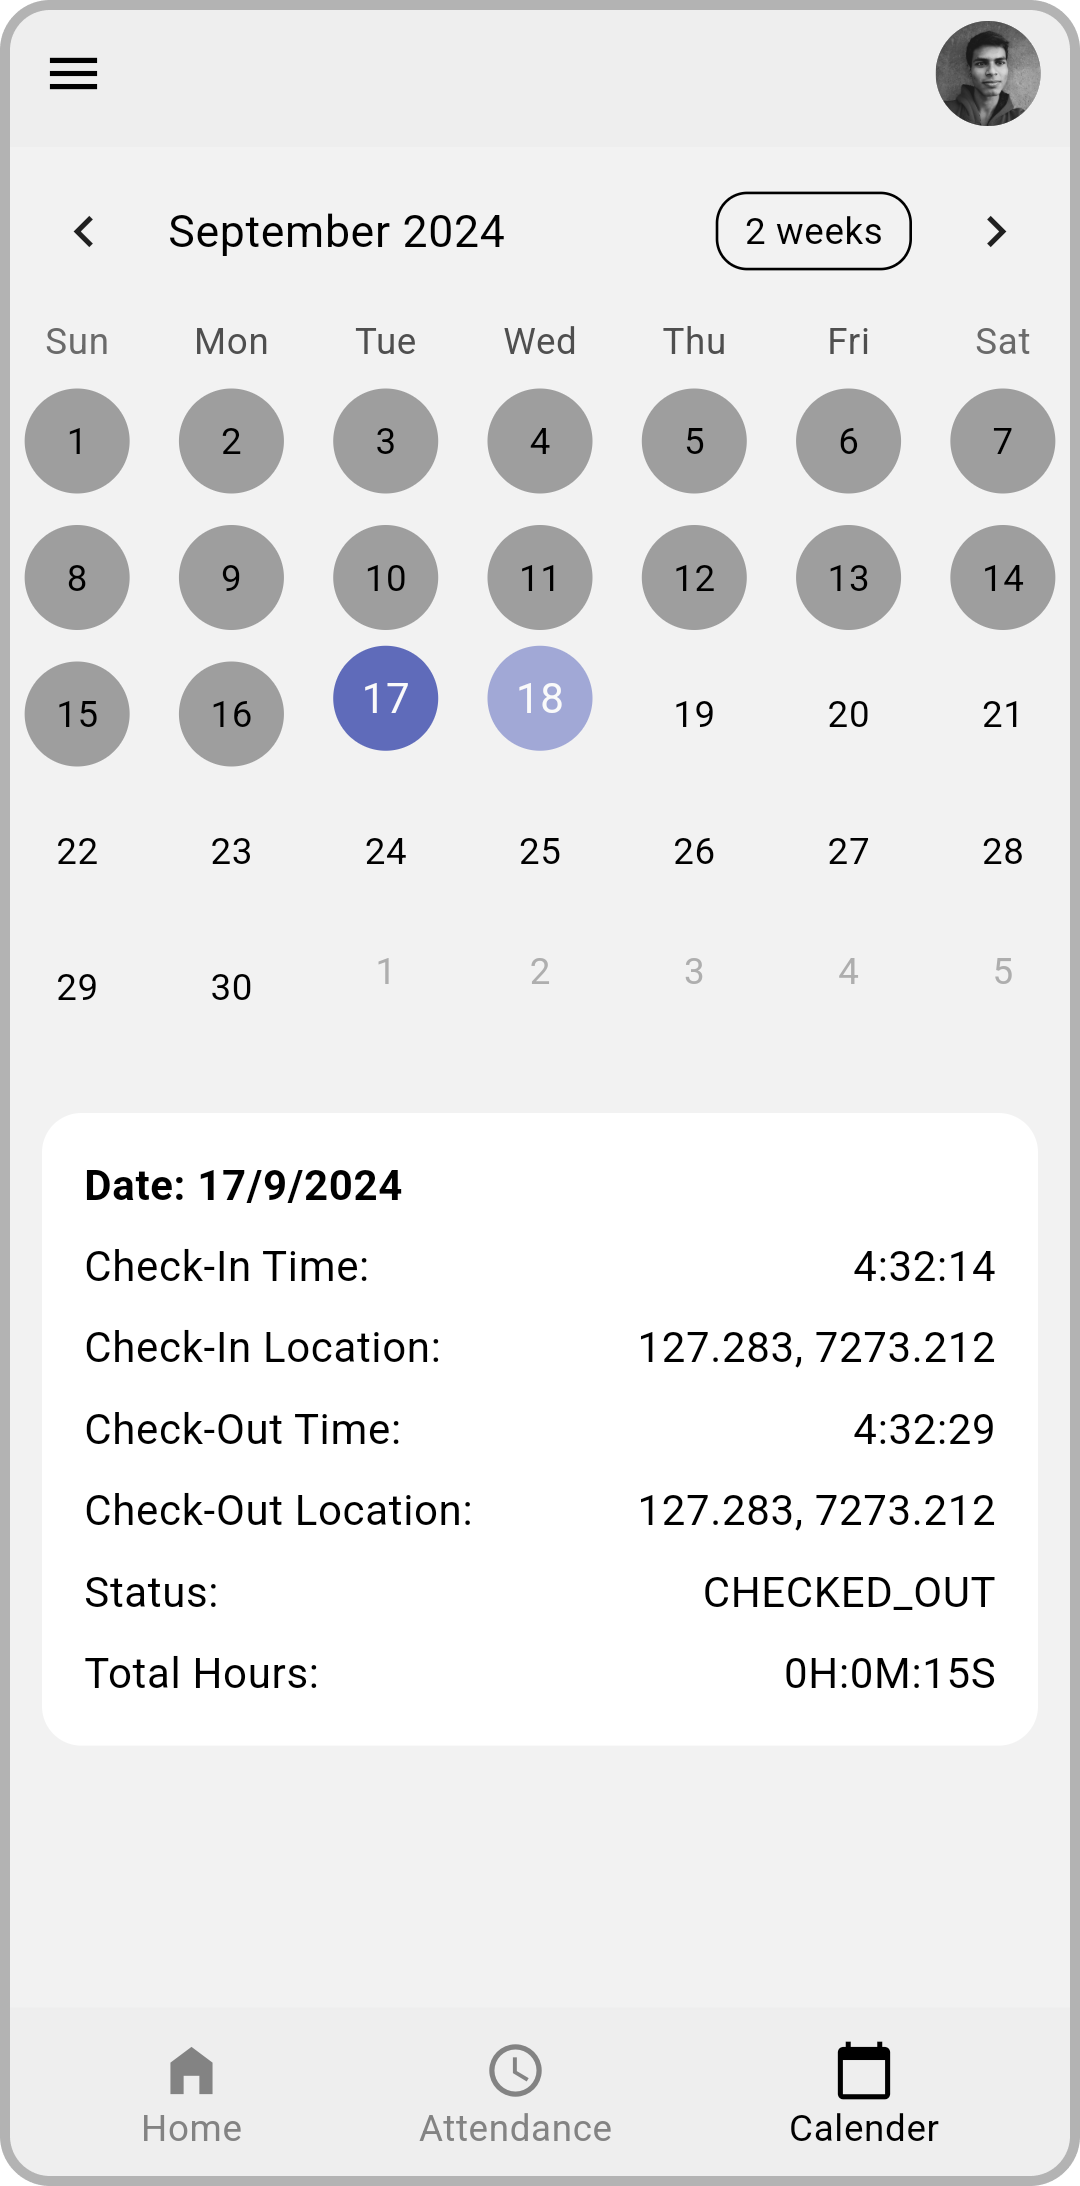 September 2024 2 weeks
Sun Mon Tue Wed Thu Fri Sat
1 2 3 4 5 6 7
8 9 10 11 12 13 14
15 16 17 18 19 20 21
22 23 24 25 26 27 28
29 30 1 2 3 4 5
Date: 17/9/2024
Check-In Time: 4:32:14
Check-In Location: 127.283, 7273.212
Check-Out Time: 4:32:29
Check-Out Location: 127.283, 7273.212
Status: CHECKED_OUT
Total Hours: 0H:0M:15S
Home Attendance Calender